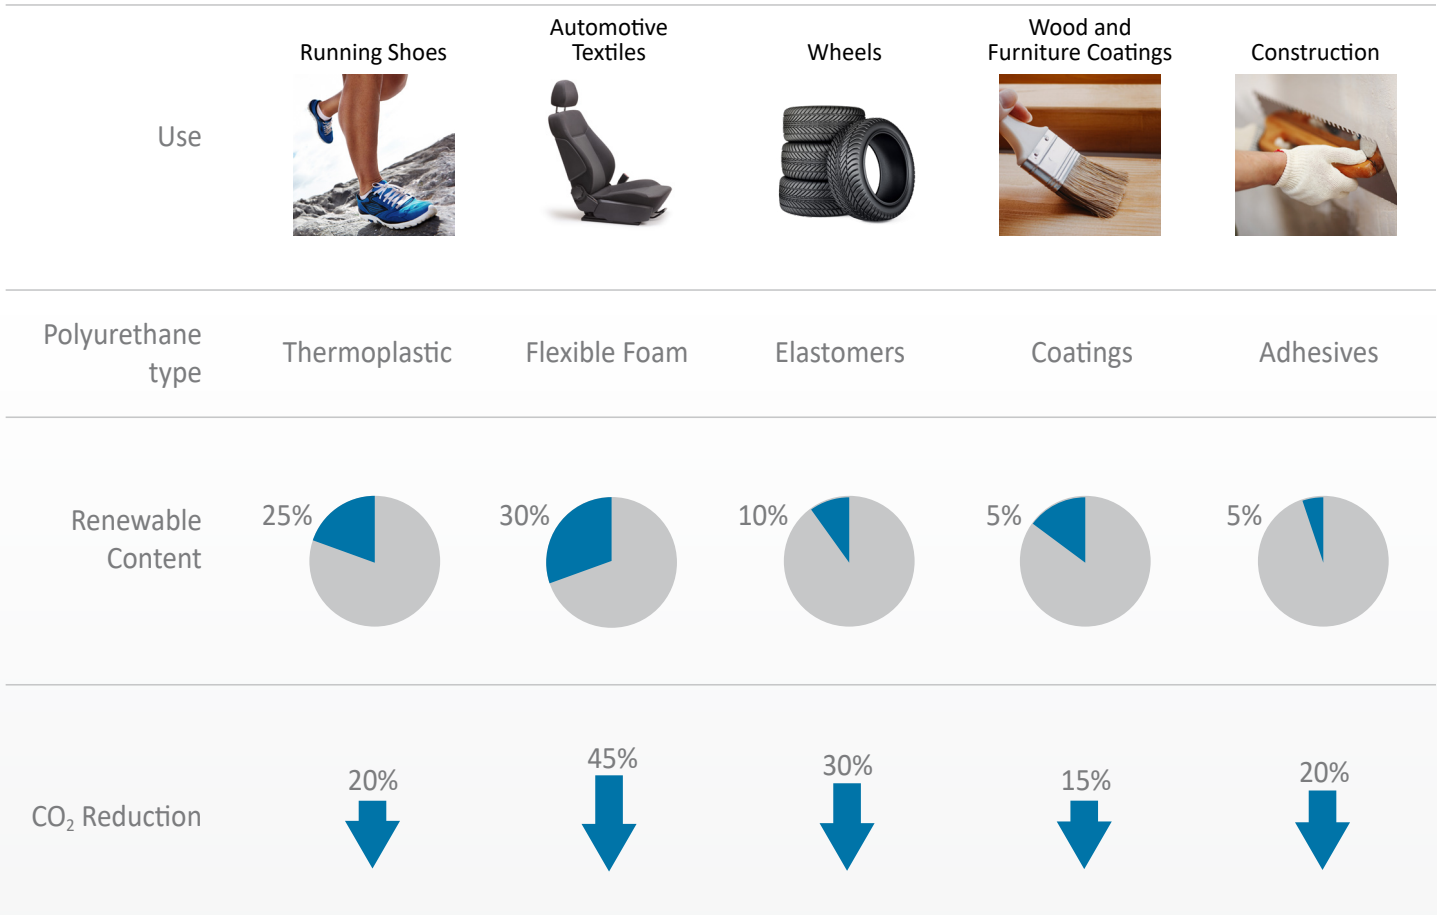 Use
Running Shoes
Automotive
Textiles
Wheels
Wood and
Furniture Coatings
Construction
Polyurethane
type
Thermoplastic
Flexible Foam
Elastomers
Coatings
Adhesives
Renewable
Content
25%
30%
10%
5%
5%
CO₂ Reduction
20%
45%
30%
15%
20%